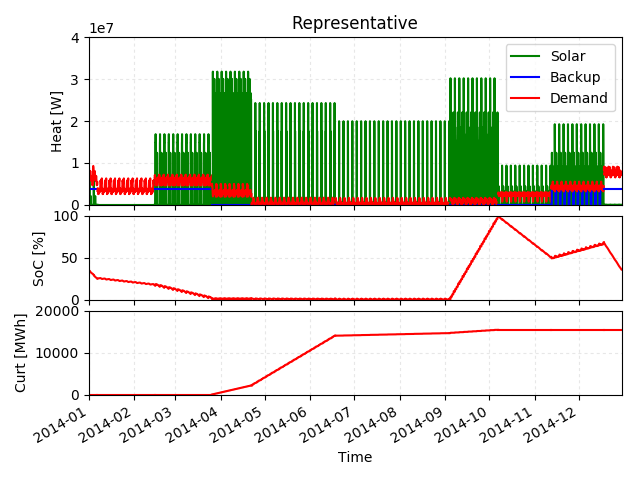 Representative
1e7
4
3
2
1
0
Heat [W]
Solar
Backup
Demand
100
50
0
SoC [%]
20000
10000
0
Curt [MWh]
2014-01
2014-02
2014-03
2014-04
2014-05
2014-06
2014-07
2014-08
2014-09
2014-10
2014-11
2014-12
Time